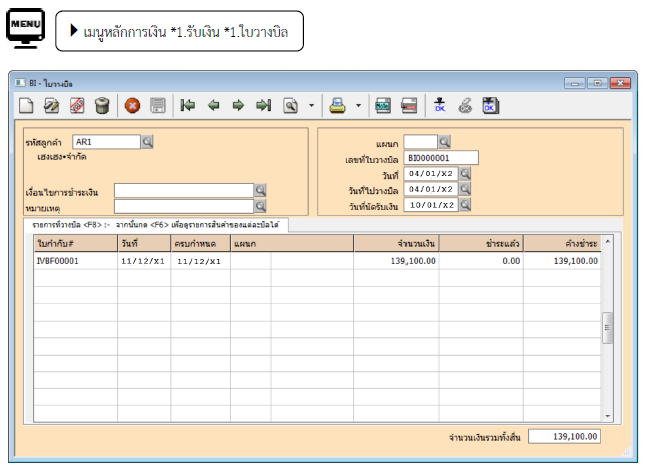 MENU
เมนูหลักการเงิน *1.รับเงิน *1.ใบวางบิล
BI - ใบวางบิล
OK
OK
รหัสลูกค้า AR1
เฮงเฮง•จำกัด
เงื่อนไขการชำระเงิน
หมายเหตุ
แผนก
เลขที่ใบวางบิล BI0000001
วันที่ 04/01/X2
วันที่ไปวางบิล 04/01/X2
วันที่นัดรับเงิน 10/01/X2
รายการที่วางบิล <F8> :- จากนั้นกด <F6> เพื่อดูรายการสินค้าของแต่ละบิลได้
ใบกำกับ# วันที่ ครบกำหนด แผนก จำนวนเงิน ชำระแล้ว ค้างชำระ
IVBF00001 11/12/X1 11/12/X1 139,100.00 0.00 139,100.00
จำนวนเงินรวมทั้งสิ้น 139,100.00